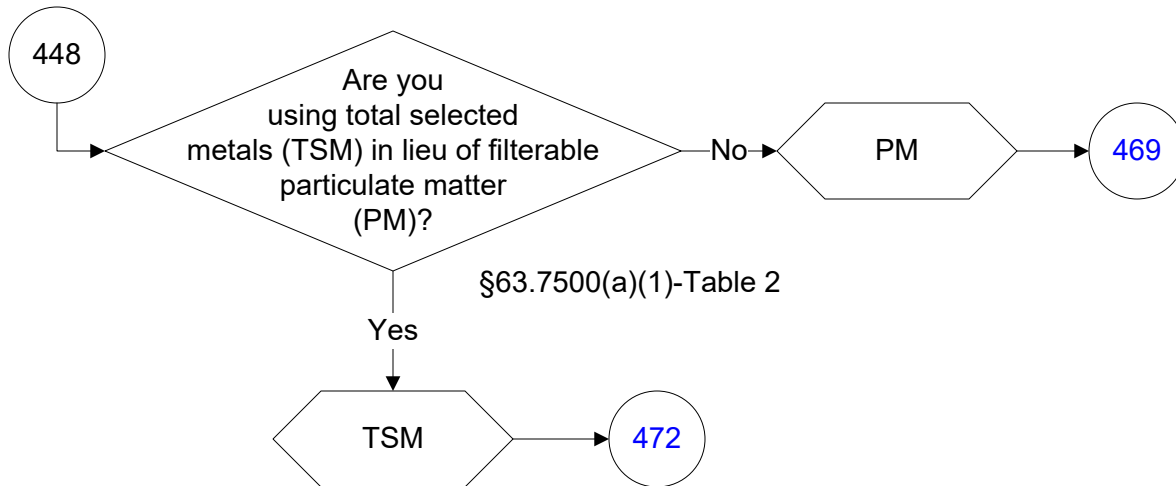 448
Are you
using total selected
metals (TSM) in lieu of filterable
particulate matter
(PM)?
No
PM
469
§63.7500(a)(1)-Table 2
Yes
TSM
472